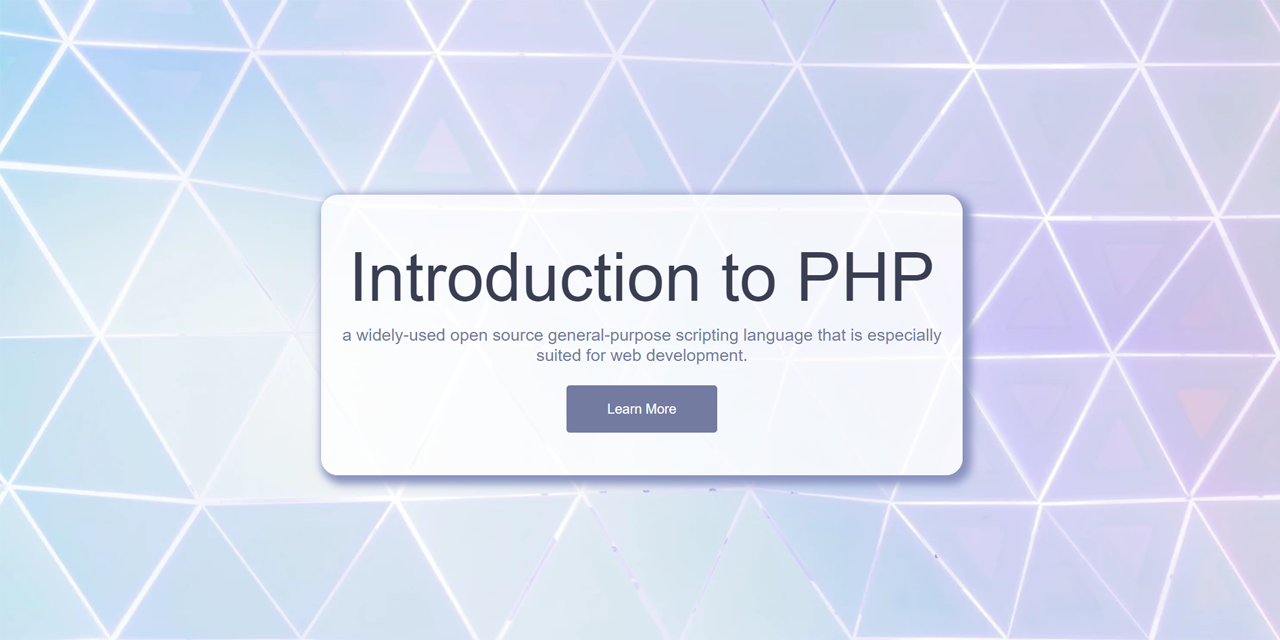 Introduction to PHP
a widely-used open source general-purpose scripting language that is especially
suited for web development.
Learn More